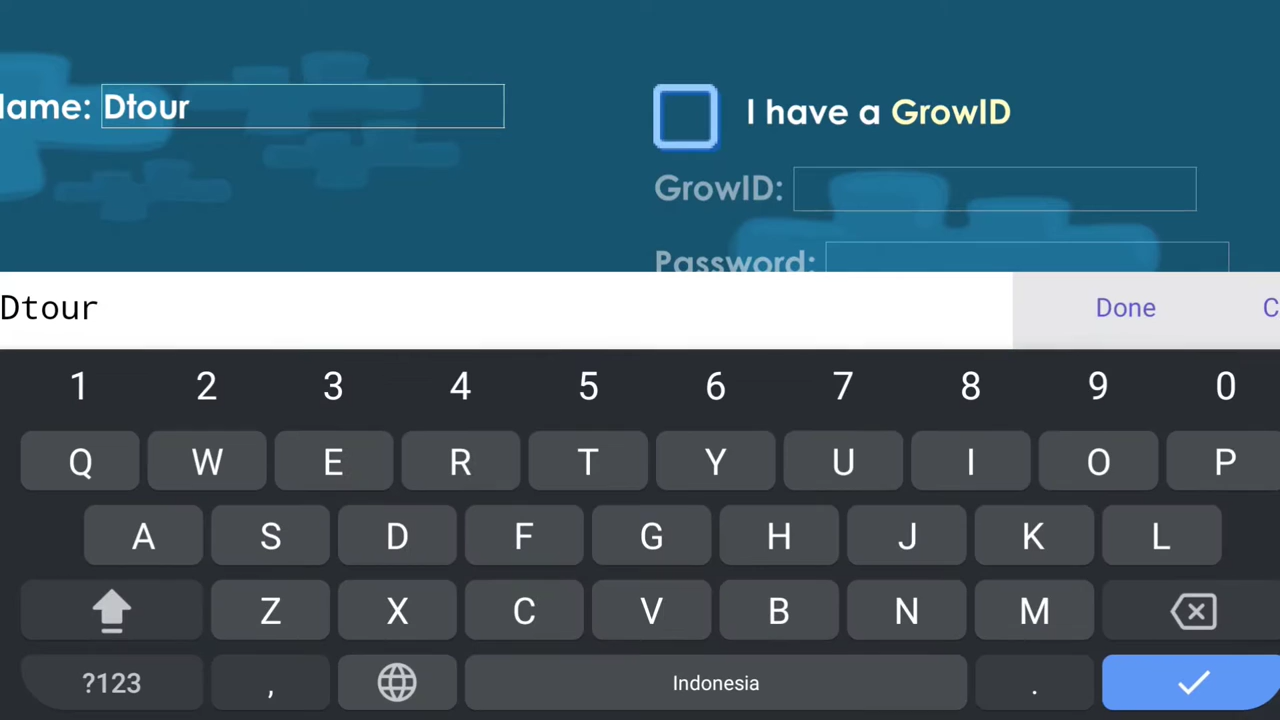 lame: Dtour
I have a GrowID
GrowID:
Password:
Dtour
Done C
1 2 3 4 5 6 7 8 9 0
Q W E R T Y U I O P
A S D F G H J K L
Z X C V B N M
?123 , Indonesia .